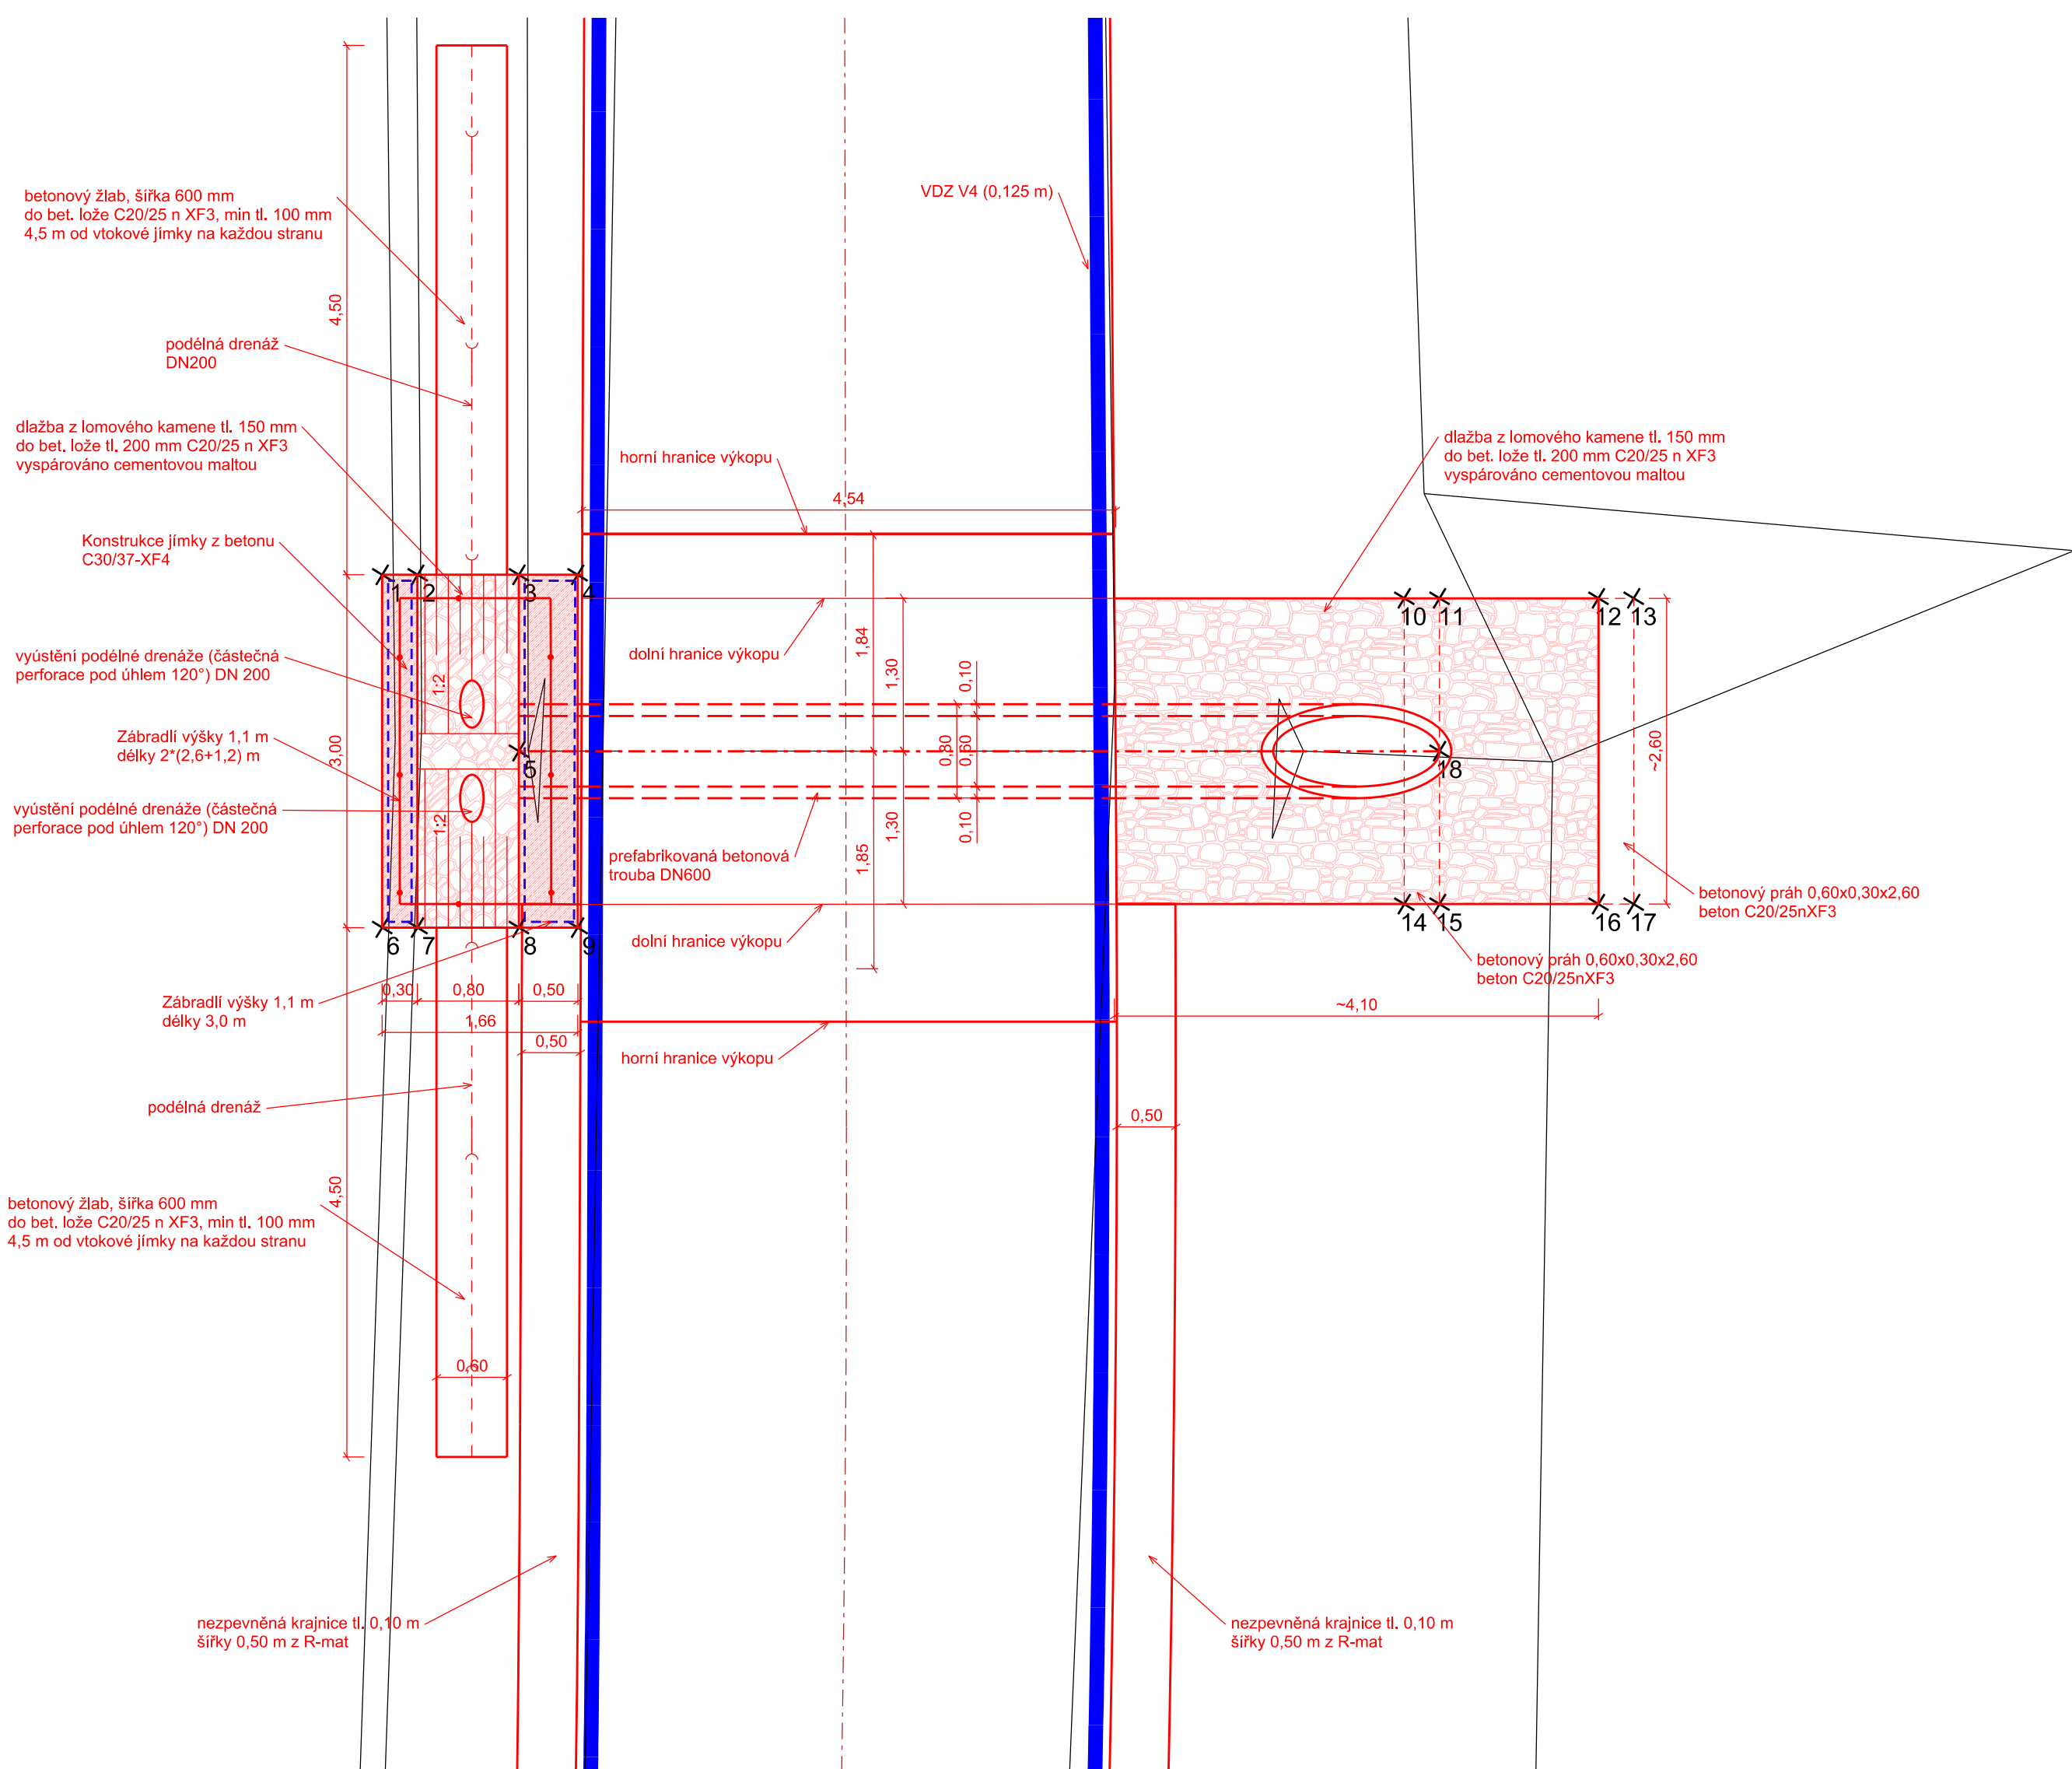 betonový žlab, šířka 600 mm
do bet. lože C20/25 n XF3, min tl. 100 mm
4,5 m od vtokové jímky na každou stranu
VDZ V4 (0,125 m)
4,50
podélná drenáž
DN200
dlažba z lomového kamene tl. 150 mm
do bet. lože tl. 200 mm C20/25 n XF3
vyspárováno cementovou maltou
dlažba z lomového kamene tl. 150 mm
do bet. lože tl. 200 mm C20/25 n XF3
vyspárováno cementovou maltou
horní hranice výkopu
4,54
Konstrukce jímky z betonu
C30/37-XF4
1
2
3
4
10
11
12
13
vyústění podélné drenáže (částečná
perforace pod úhlem 120°) DN 200
dolní hranice výkopu
1,84
1,30
0,10
1:2
Zábradlí výšky 1,1 m
délky 2*(2,6+1,2) m
3,00
5
0,80
0,60
18
~2,60
vyústění podélné drenáže (částečná
perforace pod úhlem 120°) DN 200
1:2
1,30
0,10
1,85
prefabrikovaná betonová
trouba DN600
betonový práh 0,60x0,30x2,60
beton C20/25nXF3
6
7
8
9
14
15
16
17
dolní hranice výkopu
betonový práh 0,60x0,30x2,60
beton C20/25nXF3
Zábradlí výšky 1,1 m
délky 3,0 m
0,30
0,80
0,50
~4,10
1,66
0,50
horní hranice výkopu
podélná drenáž
0,50
4,50
betonový žlab, šířka 600 mm
do bet. lože C20/25 n XF3, min tl. 100 mm
4,5 m od vtokové jímky na každou stranu
0,60
nezpevněná krajnice tl. 0,10 m
šířky 0,50 m z R-mat
nezpevněná krajnice tl. 0,10 m
šířky 0,50 m z R-mat